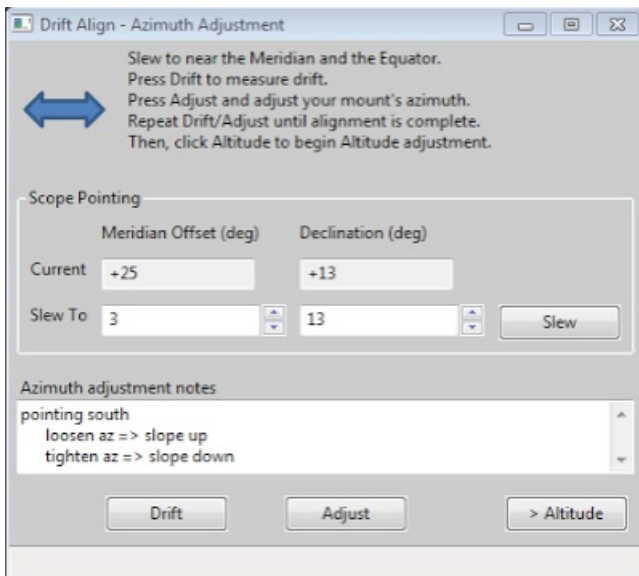 Drift Align - Azimuth Adjustment
Slew to near the Meridian and the Equator.
Press Drift to measure drift.
Press Adjust and adjust your mount's azimuth.
Repeat Drift/Adjust until alignment is complete.
Then, click Altitude to begin Altitude adjustment.
Scope Pointing
Meridian Offset (deg) Declination (deg)
Current +25 +13
Slew To 3 13 Slew
Azimuth adjustment notes
pointing south
loosen az => slope up
tighten az => slope down
Drift Adjust > Altitude